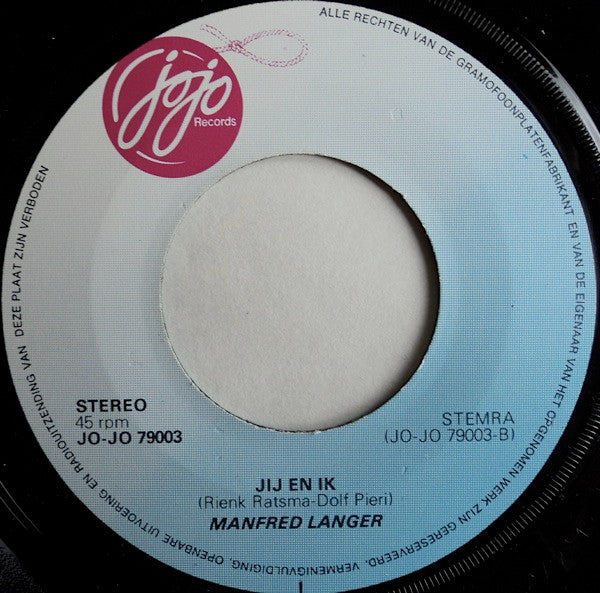 jojo
Records
ALLE RECHTEN VAN DE GRAMOFOONPLATENFABRIKANT EN VAN DE EIGENAAR VAN HET OPGENOMEN WERK ZIJN GERESERVEERD. VERMENIGVULDIGING, OPENBARE UITVOERING EN RADIOUITZENDING VAN DEZE PLAAT ZIJN VERBODEN
STEREO
45 rpm
JO-JO 79003
STEMRA
(JO-JO 79003-B)
JIJ EN IK
(Rienk Ratsma-Dolf Pieri)
MANFRED LANGER